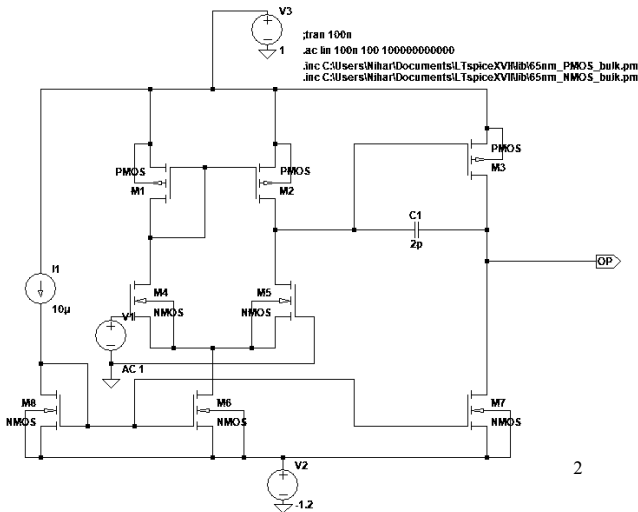 V3
1
;tran 100n
.ac lin 100n 100 100000000000
.inc C:\Users\Nihar\Documents\LTspiceXVII\lib\65nm_PMOS_bulk.pm
.inc C:\Users\Nihar\Documents\LTspiceXVII\lib\65nm_NMOS_bulk.pm
PMOS
M1
PMOS
M2
PMOS
M3
C1
2p
OP
I1
10µ
M4
NMOS
M5
NMOS
V1
AC 1
M8
NMOS
M6
NMOS
M7
NMOS
V2
-1.2
2